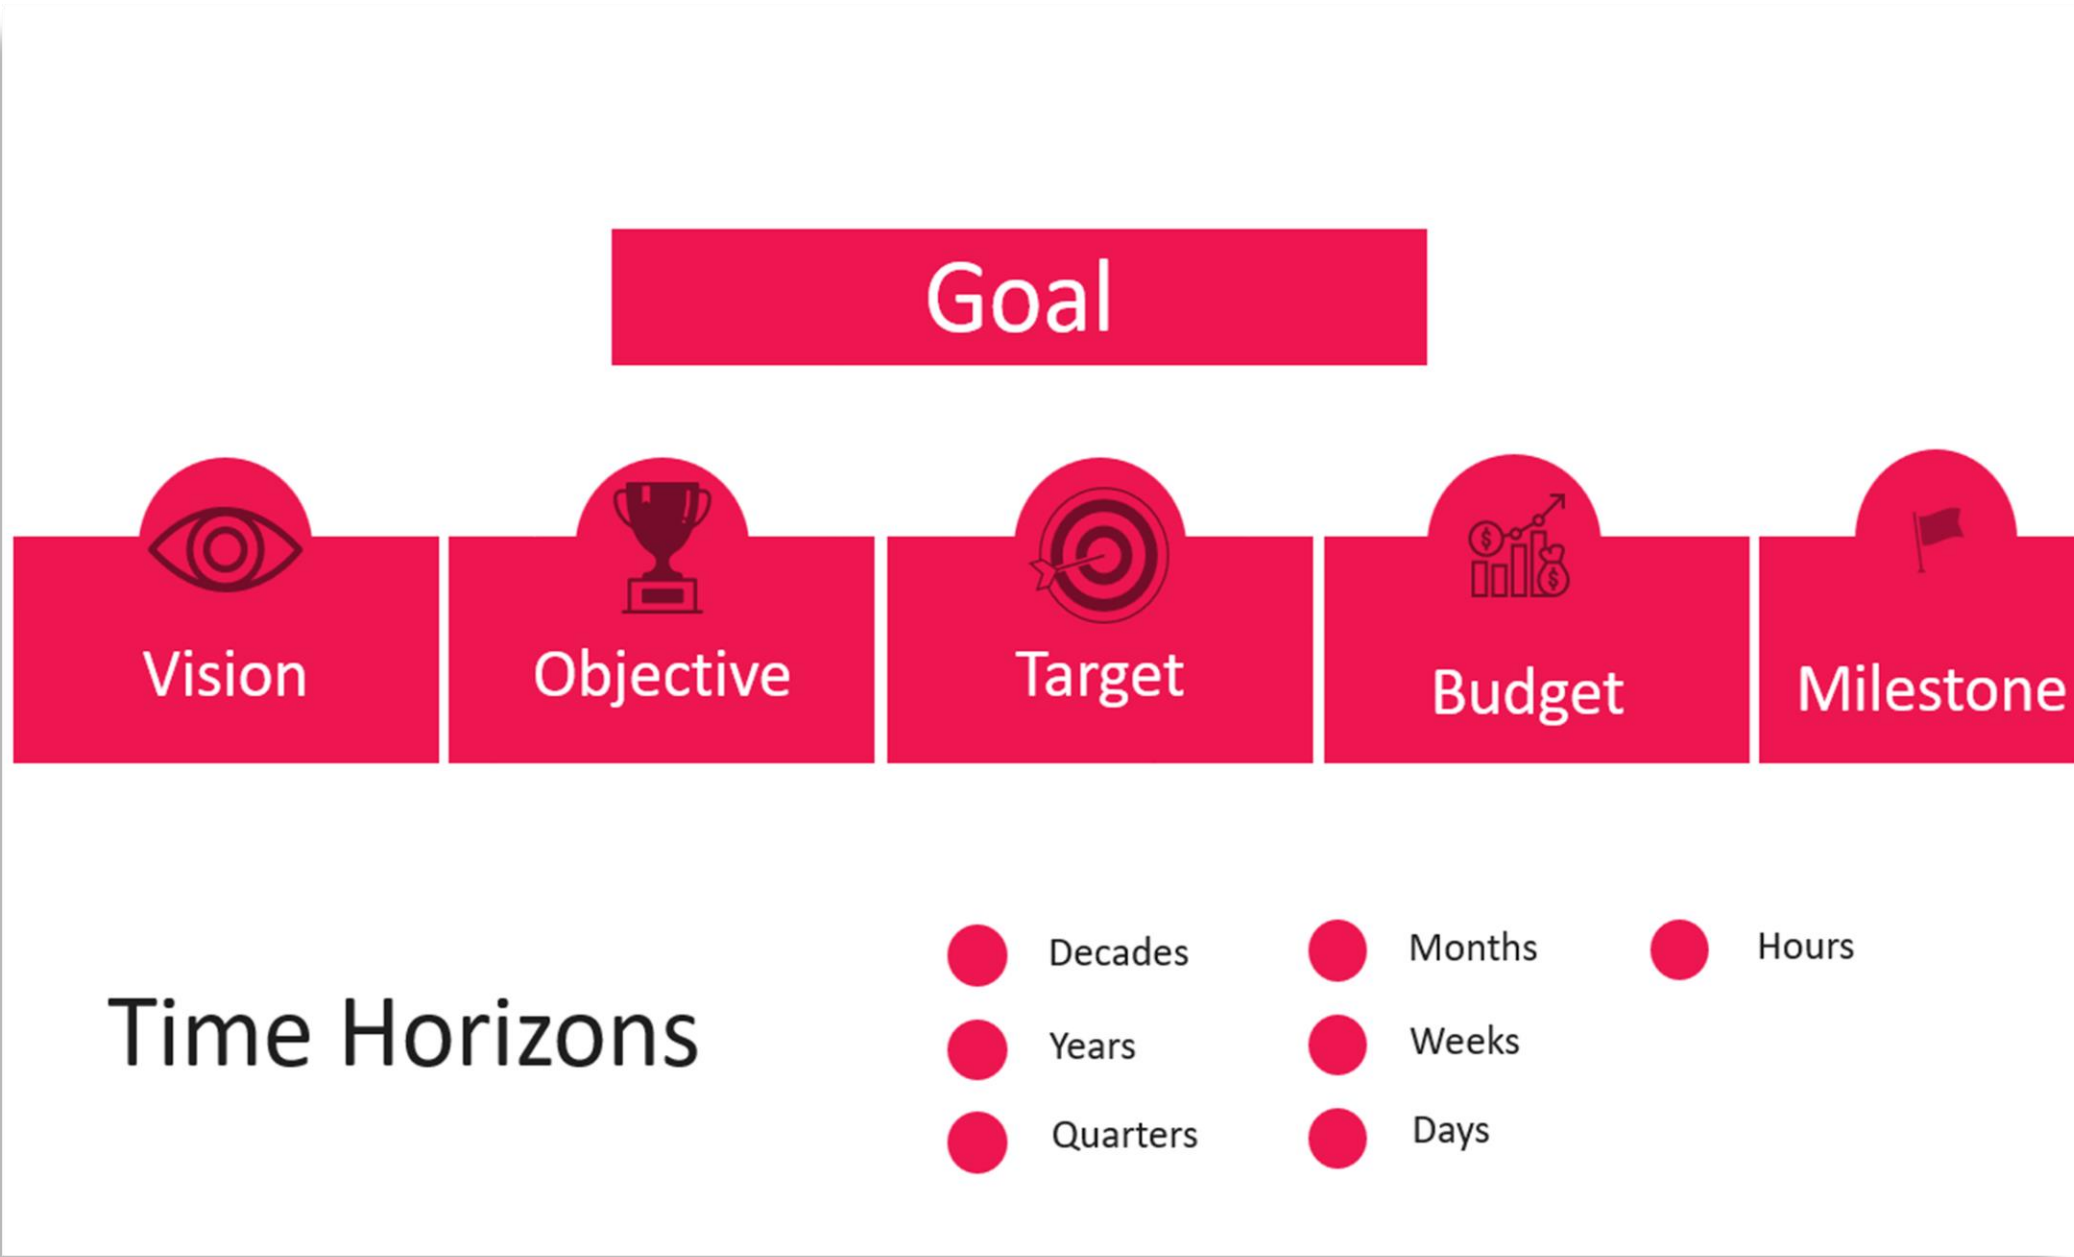 Goal
Vision
Objective
Target
Budget
Milestone
Time Horizons
Decades
Years
Quarters
Months
Weeks
Days
Hours